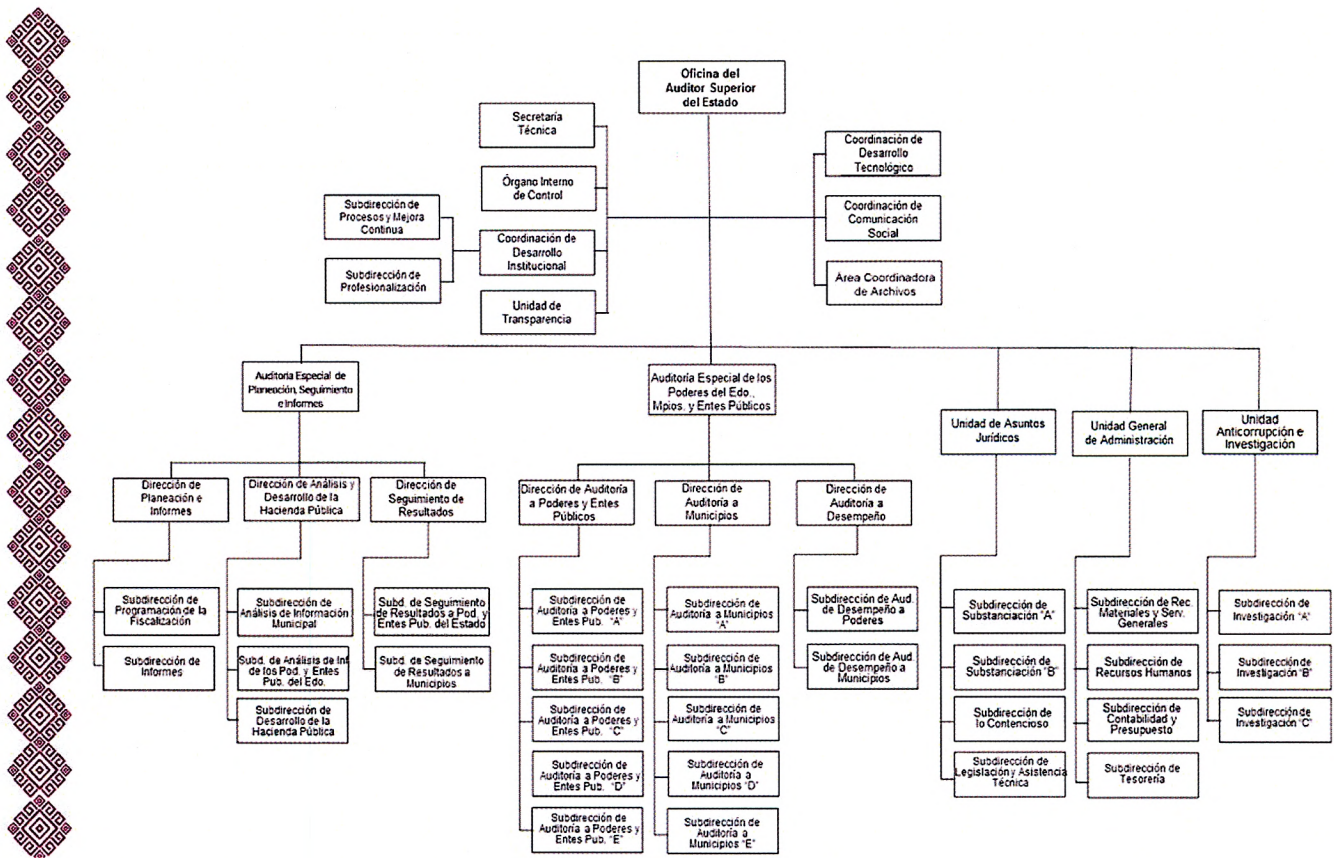 Oficina del
Auditor Superior
del Estado
Secretaría
Técnica
Órgano Interno
de Control
Subdirección de
Procesos y Mejora
Continua
Coordinación de
Desarrollo
Institucional
Subdirección de
Profesionalización
Unidad de
Transparencia
Coordinación de
Desarrollo
Tecnológico
Coordinación de
Comunicación
Social
Área Coordinadora
de Archivos
Auditoría Especial de
Planeación, Seguimiento
e Informes
Auditoría Especial de los
Poderes del Edo.,
Mpios. y Entes Públicos
Unidad de Asuntos
Jurídicos
Unidad General
de Administración
Unidad
Anticorrupción e
Investigación
Dirección de
Planeación e
Informes
Dirección de Análisis y
Desarrollo de la
Hacienda Pública
Dirección de
Seguimiento de
Resultados
Dirección de Auditoría
a Poderes y Entes
Públicos
Dirección de
Auditoría a
Municipios
Dirección de
Auditoría a
Desempeño
Subdirección de
Programación de la
Fiscalización
Subdirección de
Informes
Subdirección de
Análisis de Información
Municipal
Subd. de Análisis de Inf.
de los Pod. y Entes
Pub. del Edo.
Subdirección de
Desarrollo de la
Hacienda Pública
Subd. de Seguimiento
de Resultados a Pod. y
Entes Pub. del Estado
Subd. de Seguimiento
de Resultados a
Municipios
Subdirección de
Auditoría a Poderes y
Entes Pub. "A"
Subdirección de
Auditoría a Poderes y
Entes Pub. "B"
Subdirección de
Auditoría a Poderes y
Entes Pub. "C"
Subdirección de
Auditoría a Poderes y
Entes Pub. "D"
Subdirección de
Auditoría a Poderes y
Entes Pub. "E"
Subdirección de
Auditoría a Municipios
"A"
Subdirección de
Auditoría a Municipios
"B"
Subdirección de
Auditoría a Municipios
"C"
Subdirección de
Auditoría a
Municipios "D"
Subdirección de
Auditoría a
Municipios "E"
Subdirección de Aud.
de Desempeño a
Poderes
Subdirección de Aud.
de Desempeño a
Municipios
Subdirección de
Substanciación "A"
Subdirección de
Substanciación "B"
Subdirección de
lo Contencioso
Subdirección de
Legislación y Asistencia
Técnica
Subdirección de Rec.
Materiales y Serv.
Generales
Subdirección de
Recursos Humanos
Subdirección de
Contabilidad y
Presupuesto
Subdirección de
Tesorería
Subdirección de
Investigación "A"
Subdirección de
Investigación "B"
Subdirección de
Investigación "C"